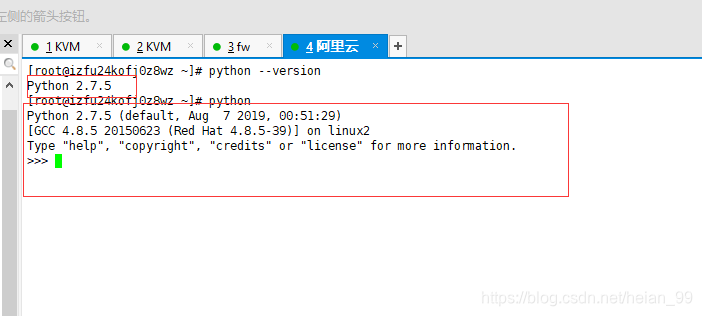 左侧的箭头按钮。
1 KVM
2 KVM
3 fw
4 阿里云
[root@izfu24kofj0z8wz ~]# python --version
Python 2.7.5
[root@izfu24kofj0z8wz ~]# python
Python 2.7.5 (default, Aug  7 2019, 00:51:29)
[GCC 4.8.5 20150623 (Red Hat 4.8.5-39)] on linux2
Type "help", "copyright", "credits" or "license" for more information.
>>>
https://blog.csdn.net/heian_99